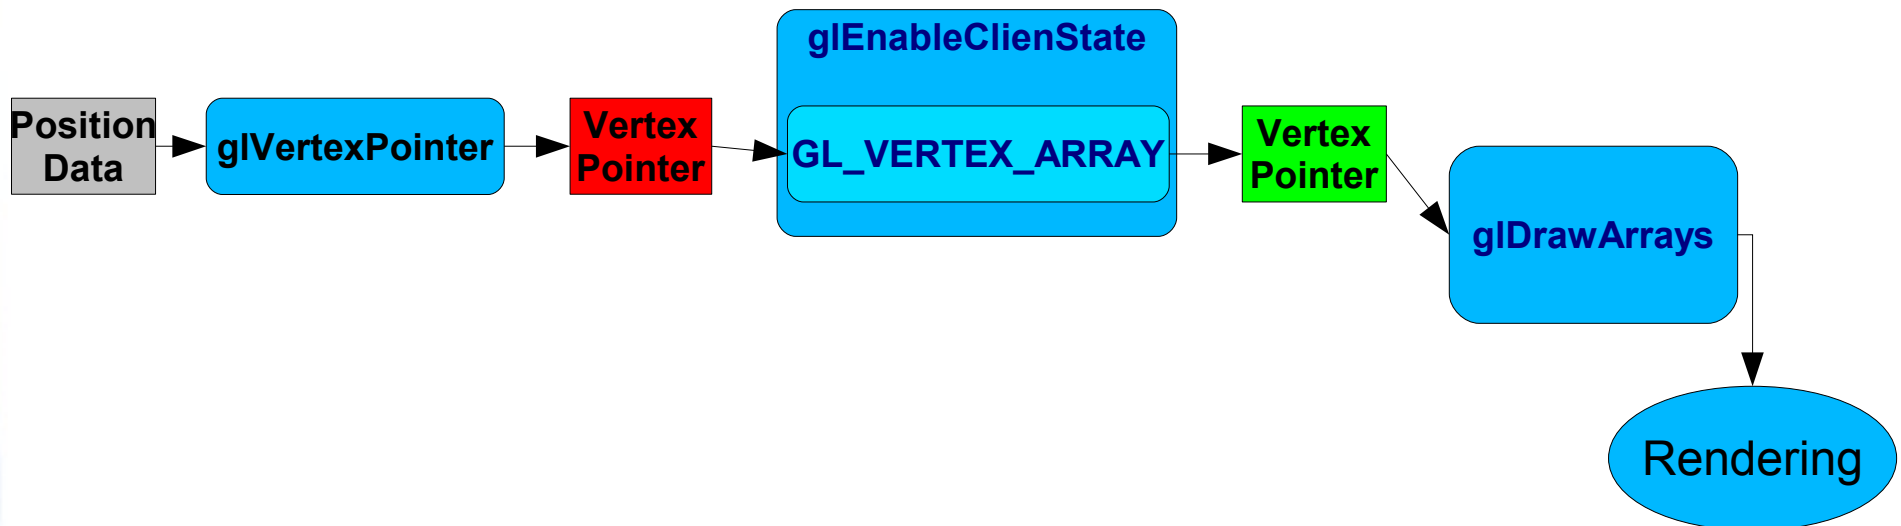 Position
Data
glVertexPointer
Vertex
Pointer
glEnableClienState
GL_VERTEX_ARRAY
Vertex
Pointer
glDrawArrays
Rendering